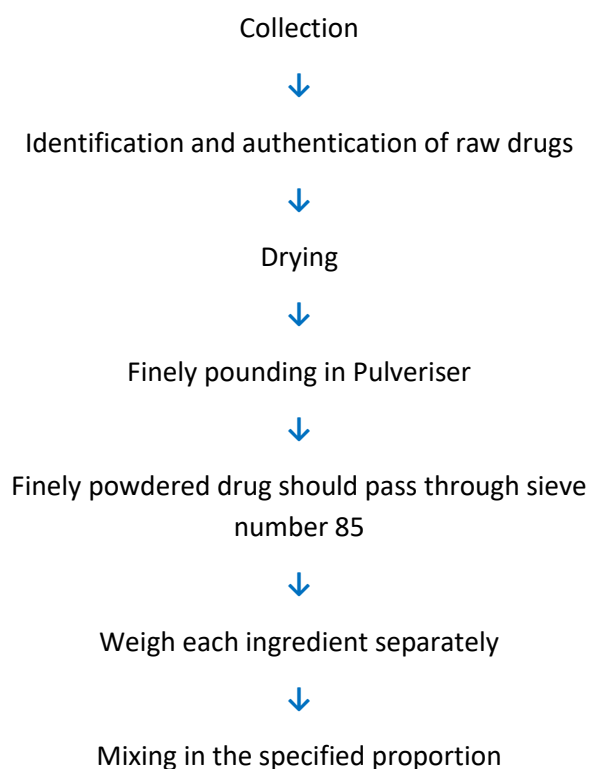 Collection
↓
Identification and authentication of raw drugs
↓
Drying
↓
Finely pounding in Pulveriser
↓
Finely powdered drug should pass through sieve
number 85
↓
Weigh each ingredient separately
↓
Mixing in the specified proportion